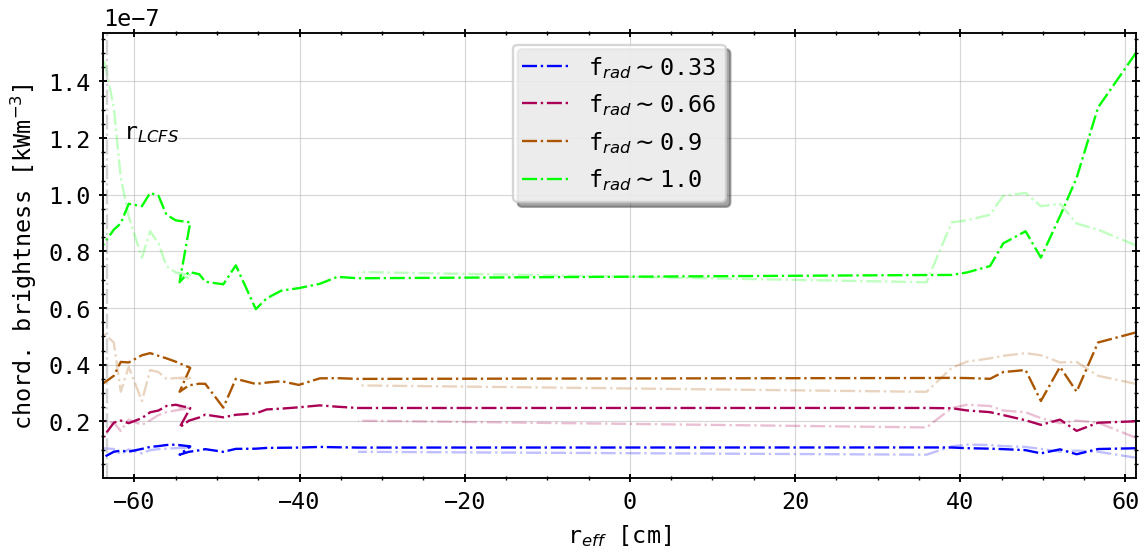 1e−7
chord. brightness [kWm⁻³]
1.4
1.2
1.0
0.8
0.6
0.4
0.2
r_LCFS
f_rad ∼ 0.33
f_rad ∼ 0.66
f_rad ∼ 0.9
f_rad ∼ 1.0
−60 −40 −20 0 20 40 60
r_eff [cm]